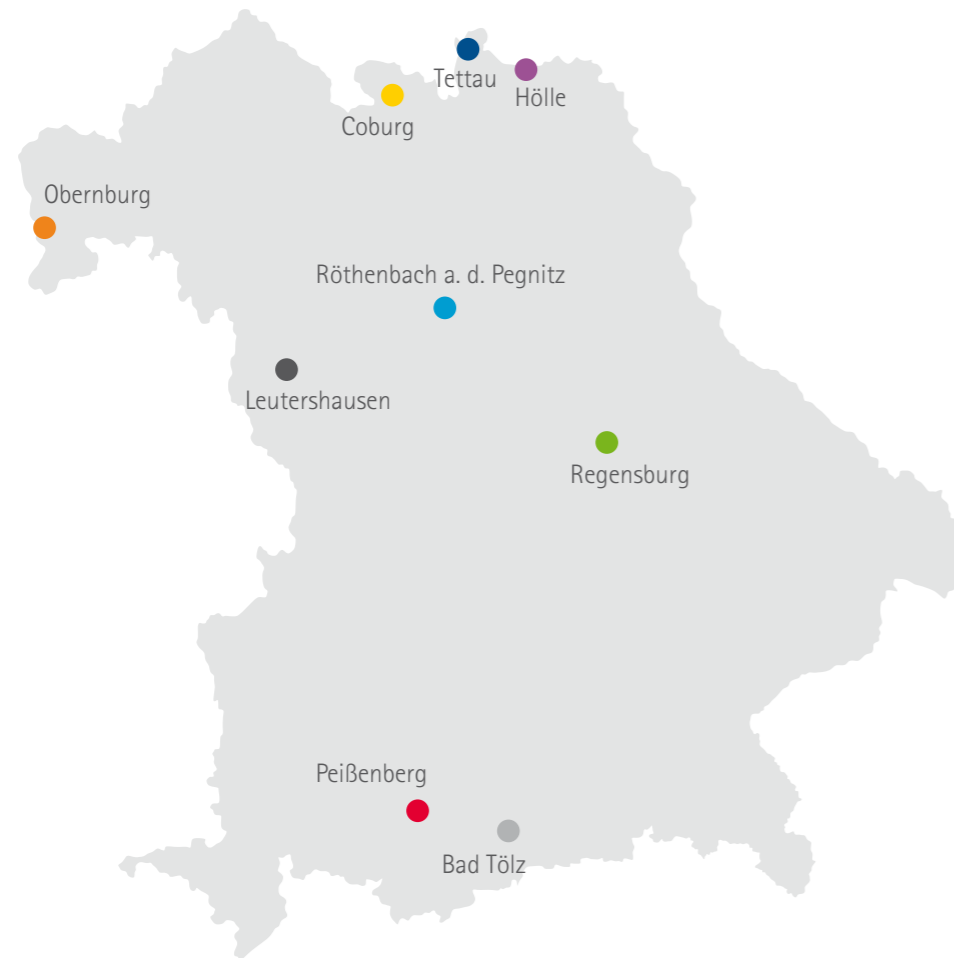 Tettau
Hölle
Coburg
Obernburg
Röthenbach a. d. Pegnitz
Leutershausen
Regensburg
Peißenberg
Bad Tölz